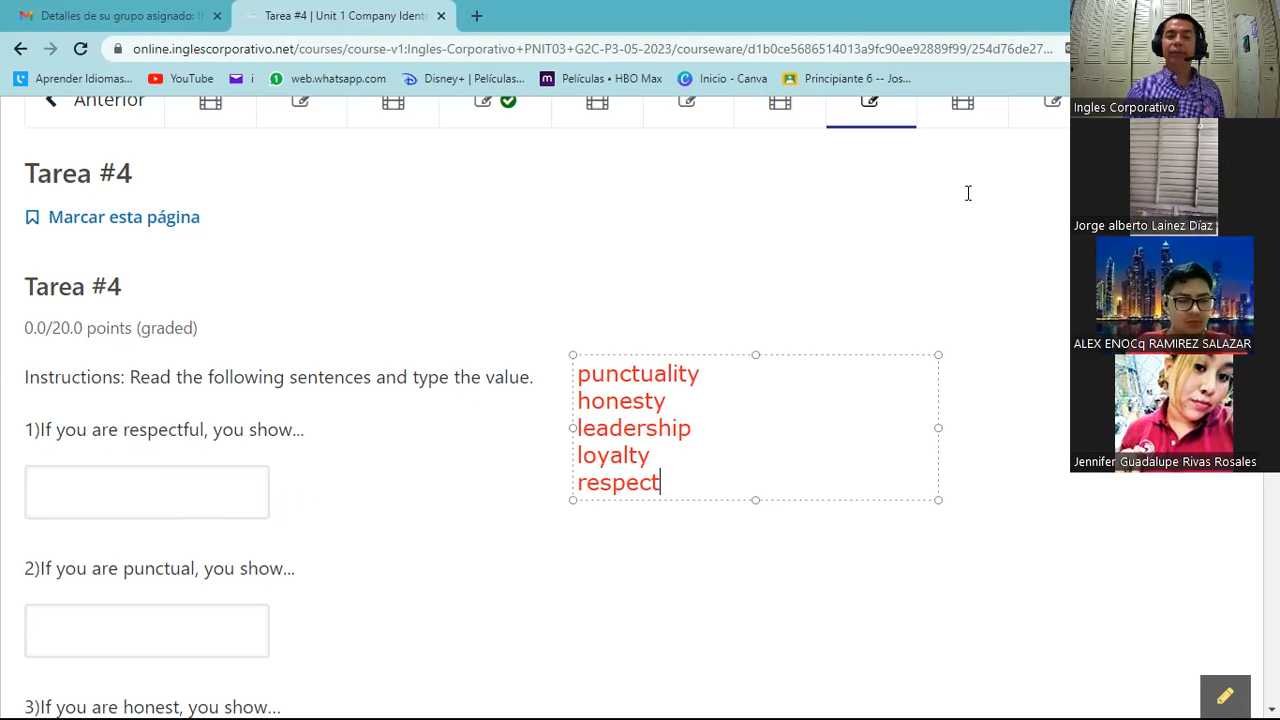 Detalles de su grupo asignado: I
Tarea #4 | Unit 1 Company Identi
online.inglescorporativo.net/courses/course-v1:Ingles-Corporativo+PNIT03+G2C-P3-05-2023/courseware/d1b0ce5686514013a9fc90ee92889f99/254d76de27...
Aprender Idiomas...
YouTube
i
web.whatsapp.com
Disney+ | Películas...
Películas | HBO Max
Inicio - Canva
Principiante 6 -- Jos...
Anterior
Tarea #4
Marcar esta página
Tarea #4
0.0/20.0 points (graded)
Instructions: Read the following sentences and type the value.
1)If you are respectful, you show...
2)If you are punctual, you show...
3)If you are honest, you show...
punctuality
honesty
leadership
loyalty
respect
Ingles Corporativo
Jorge alberto Lainez Díaz
ALEX ENOCq RAMIREZ SALAZAR
Jennifer Guadalupe Rivas Rosales